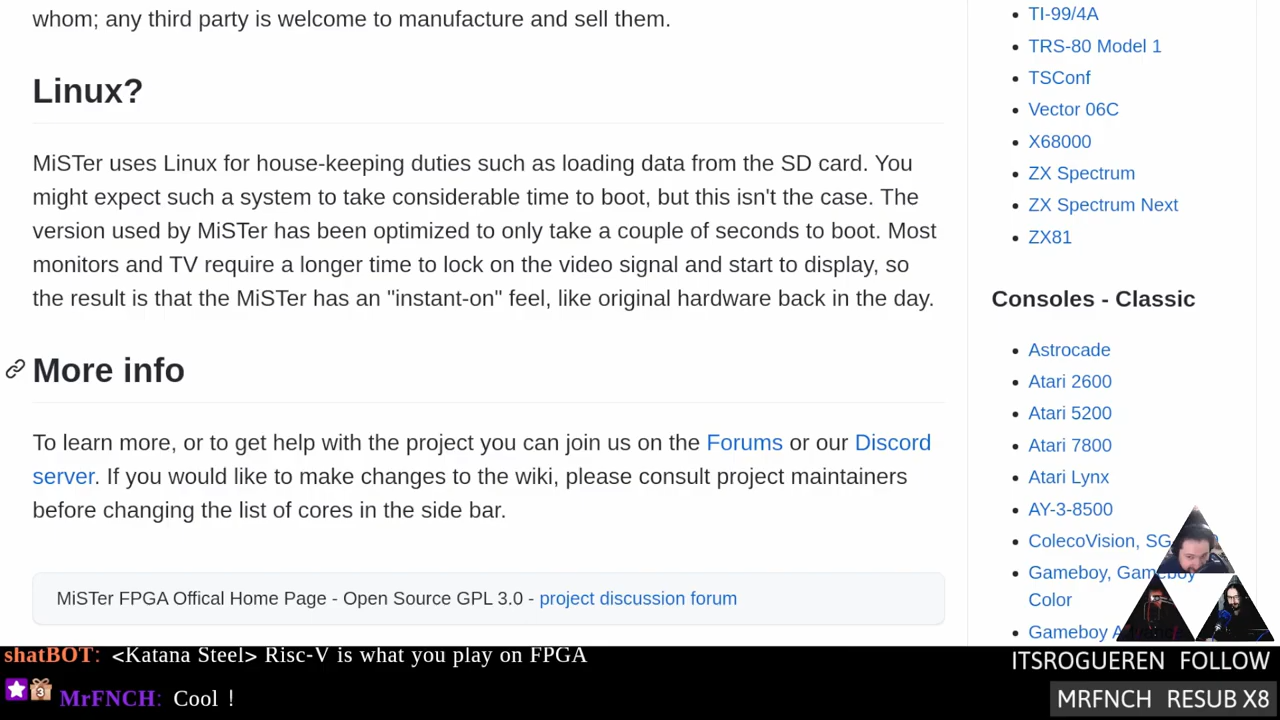 whom; any third party is welcome to manufacture and sell them.
Linux?
MiSTer uses Linux for house-keeping duties such as loading data from the SD card. You
might expect such a system to take considerable time to boot, but this isn't the case. The
version used by MiSTer has been optimized to only take a couple of seconds to boot. Most
monitors and TV require a longer time to lock on the video signal and start to display, so
the result is that the MiSTer has an "instant-on" feel, like original hardware back in the day.
More info
To learn more, or to get help with the project you can join us on the Forums or our Discord
server. If you would like to make changes to the wiki, please consult project maintainers
before changing the list of cores in the side bar.
MiSTer FPGA Offical Home Page - Open Source GPL 3.0 - project discussion forum
TI-99/4A
TRS-80 Model 1
TSConf
Vector 06C
X68000
ZX Spectrum
ZX Spectrum Next
ZX81
Consoles - Classic
Astrocade
Atari 2600
Atari 5200
Atari 7800
Atari Lynx
AY-3-8500
ColecoVision,
Gameboy, Gameboy
Color
Gameboy
shatBOT: <Katana Steel> Risc-V is what you play on FPGA
3 MrFNCH: Cool !
ITSROGUEREN FOLLOW
MRFNCH RESUB X8